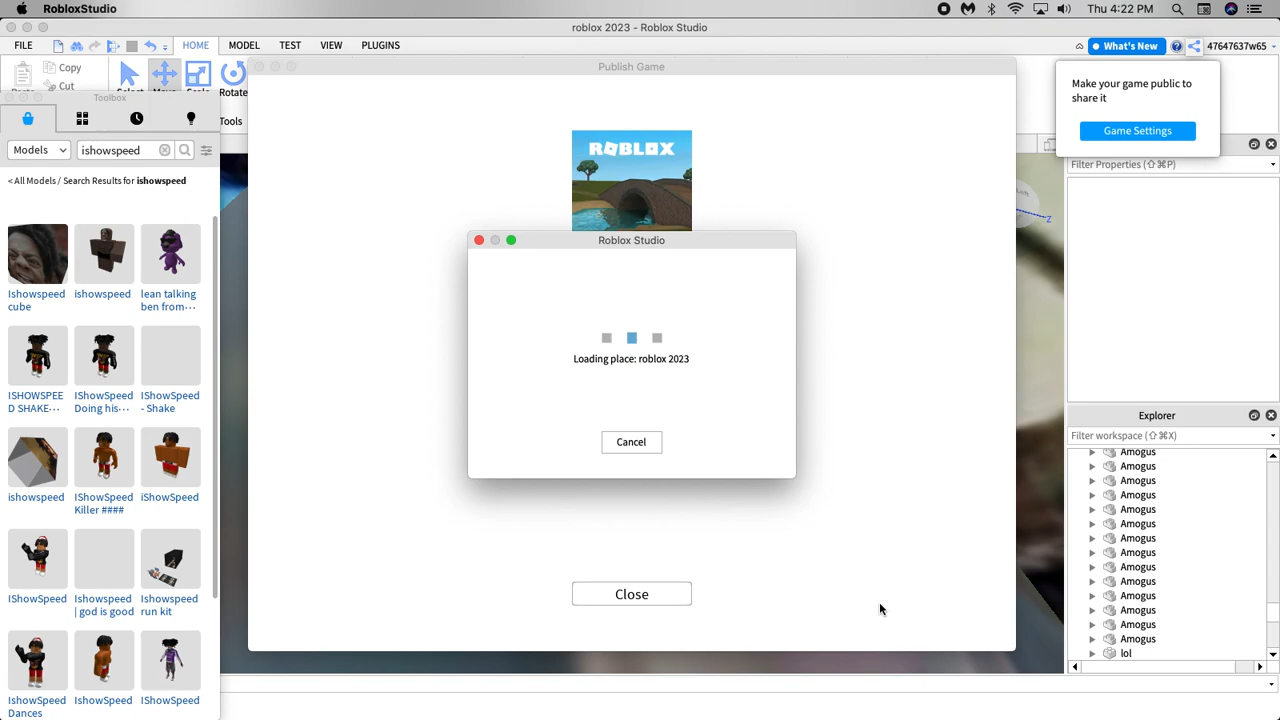 RobloxStudio
Thu 4:22 PM
roblox 2023 - Roblox Studio
FILE
HOME
MODEL
TEST
VIEW
PLUGINS
What's New
47647637w65
Copy
Cut
Rotate
Tools
Publish Game
ROBLOX
Make your game public to
share it
Game Settings
Toolbox
Models
ishowspeed
< All Models / Search Results for ishowspeed
Ishowspeed
cube
ishowspeed
lean talking
ben from···
ISHOWSPEE
D SHAKE···
IShowSpeed
Doing his···
IShowSpeed
- Shake
ishowspeed
IShowSpeed
Killer ####
iShowSpeed
IShowSpeed
Ishowspeed
| god is good
Ishowspeed
run kit
IshowSpeed
Dances
IshowSpeed
IShowSpeed
Roblox Studio
Loading place: roblox 2023
Cancel
Close
Filter Properties (⇧⌘P)
Z
Explorer
Filter workspace (⇧⌘X)
Amogus
Amogus
Amogus
Amogus
Amogus
Amogus
Amogus
Amogus
Amogus
Amogus
Amogus
Amogus
Amogus
Amogus
lol